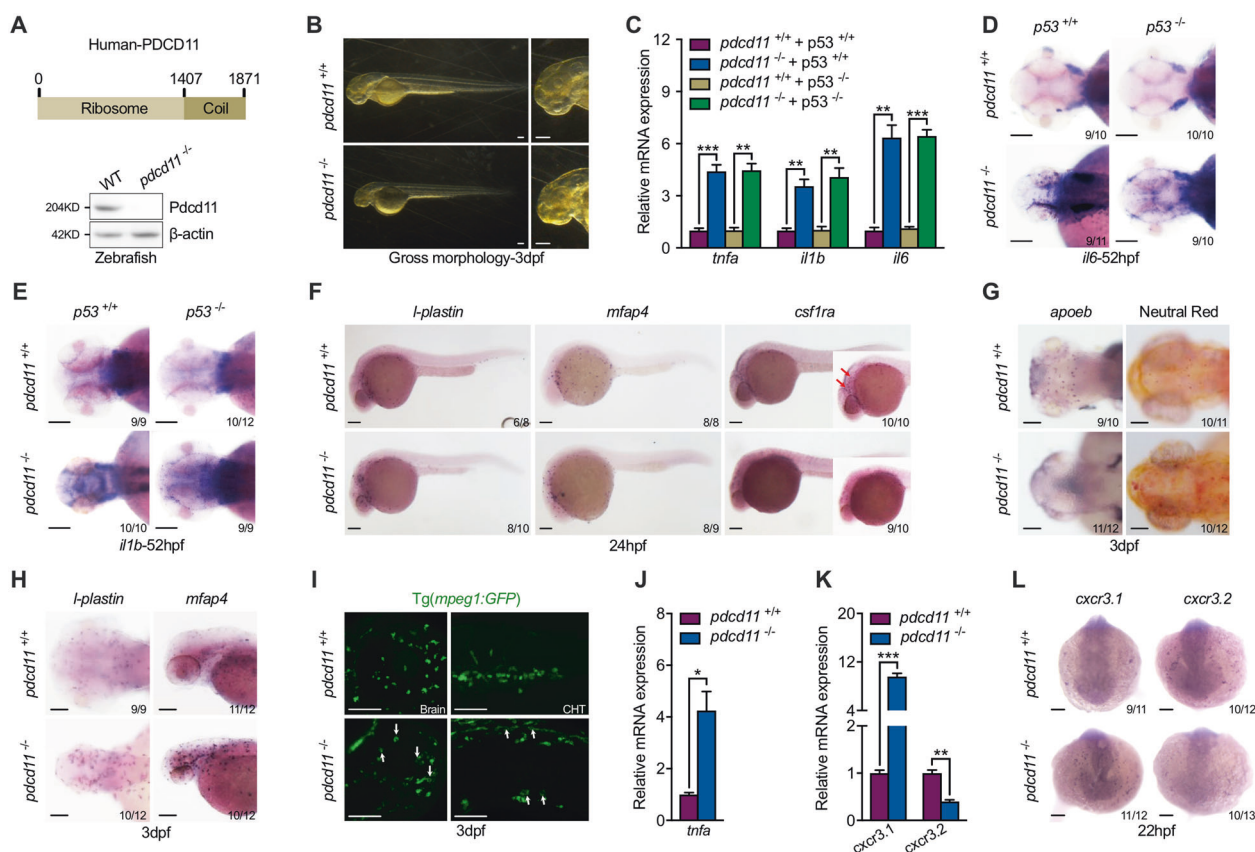 A
Human-PDCD11
0 1407 1871
Ribosome Coil
WT pdcd11 -/-
204KD Pdcd11
42KD β-actin
Zebrafish
B
pdcd11 +/+
pdcd11 -/-
Gross morphology-3dpf
C
Relative mRNA expression
12
9
6
3
0
pdcd11 +/+ + p53 +/+
pdcd11 -/- + p53 +/+
pdcd11 +/+ + p53 -/-
pdcd11 -/- + p53 -/-
*** ** ** ** ** ***
tnfa il1b il6
D
p53 +/+ p53 -/-
pdcd11 +/+
9/10 10/10
pdcd11 -/-
9/11 9/10
il6-52hpf
E
p53 +/+ p53 -/-
pdcd11 +/+
9/9 10/12
pdcd11 -/-
10/10 9/9
il1b-52hpf
F
l-plastin mfap4 csf1ra
pdcd11 +/+
6/8 8/8 10/10
pdcd11 -/-
8/10 8/9 9/10
24hpf
G
apoeb Neutral Red
pdcd11 +/+
9/10 10/11
pdcd11 -/-
11/12 10/12
3dpf
H
l-plastin mfap4
pdcd11 +/+
9/9 11/12
pdcd11 -/-
10/12 10/12
3dpf
I
Tg(mpeg1:GFP)
pdcd11 +/+
Brain CHT
pdcd11 -/-
3dpf
J
Relative mRNA expression
8
6
4
2
0
pdcd11 +/+
pdcd11 -/-
*
tnfa
K
Relative mRNA expression
20
10
0
2
1
0
pdcd11 +/+
pdcd11 -/-
*** **
cxcr3.1 cxcr3.2
L
cxcr3.1 cxcr3.2
pdcd11 +/+
9/11 10/12
pdcd11 -/-
11/12 10/13
22hpf